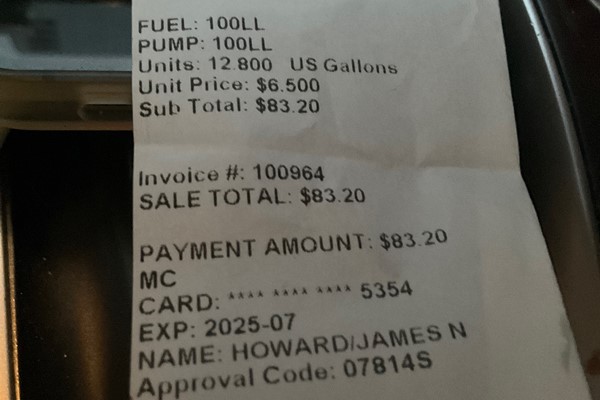 FUEL: 100LL
PUMP: 100LL
Units: 12.800 US Gallons
Unit Price: $6.500
Sub Total: $83.20
Invoice #: 100964
SALE TOTAL: $83.20
PAYMENT AMOUNT: $83.20
MC
CARD: **** **** **** 5354
EXP: 2025-07
NAME: HOWARD/JAMES N
Approval Code: 07814S